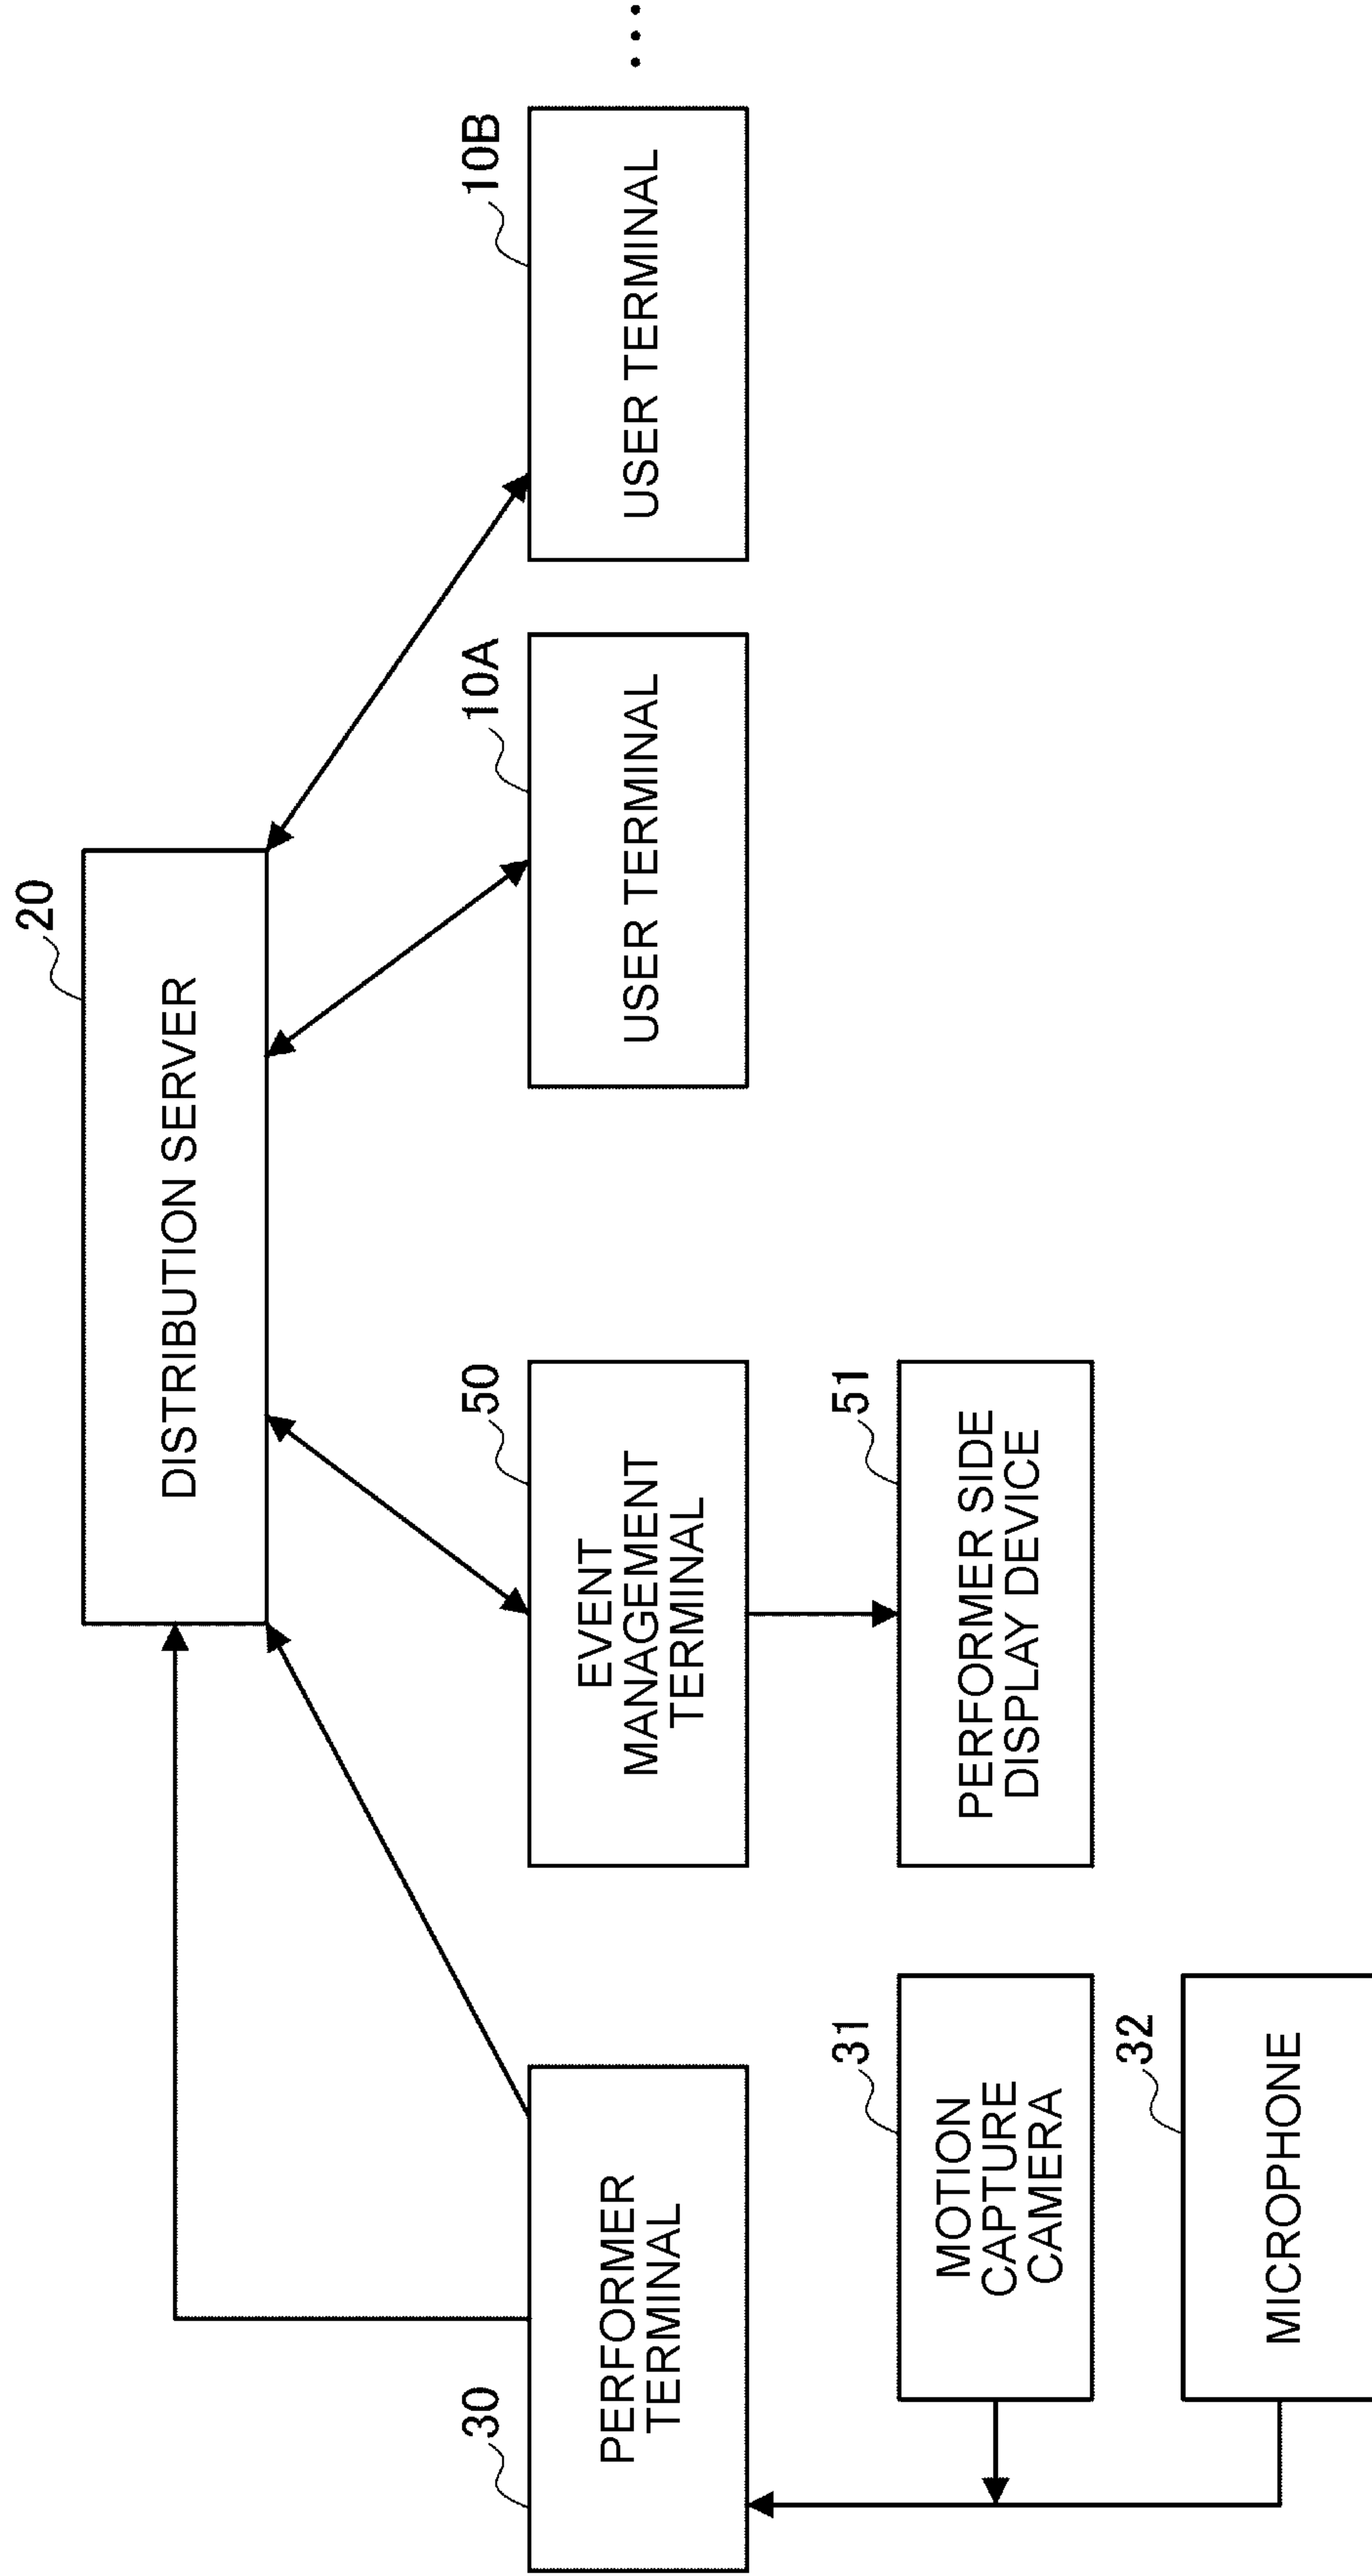 20
DISTRIBUTION SERVER
30
PERFORMER
TERMINAL
50
EVENT
MANAGEMENT
TERMINAL
10A
USER TERMINAL
10B
USER TERMINAL
...
31
MOTION
CAPTURE
CAMERA
51
PERFORMER SIDE
DISPLAY DEVICE
32
MICROPHONE